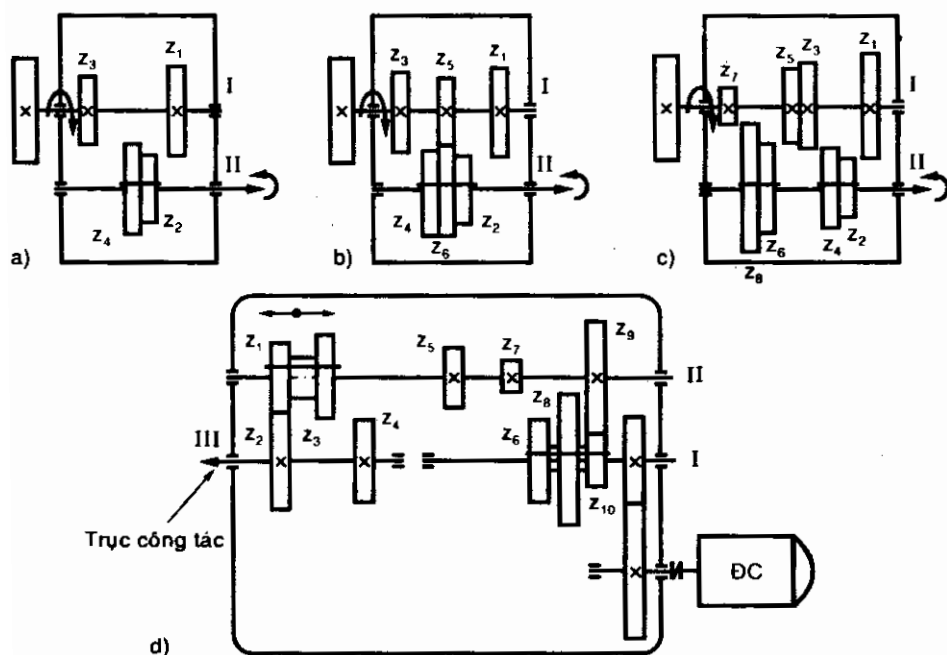 Z3 Z1 I
II
Z4 Z2
a)
Z3 Z5 Z1 I
II
Z4 Z6 Z2
b)
Z7 Z5 Z3 Z1 I
II
Z8 Z6 Z4 Z2
c)
Z1 Z5 Z7 Z9
II
Z8
III Z2 Z3 Z4 Z6
I
Z10
Trục công tác
ĐC
d)